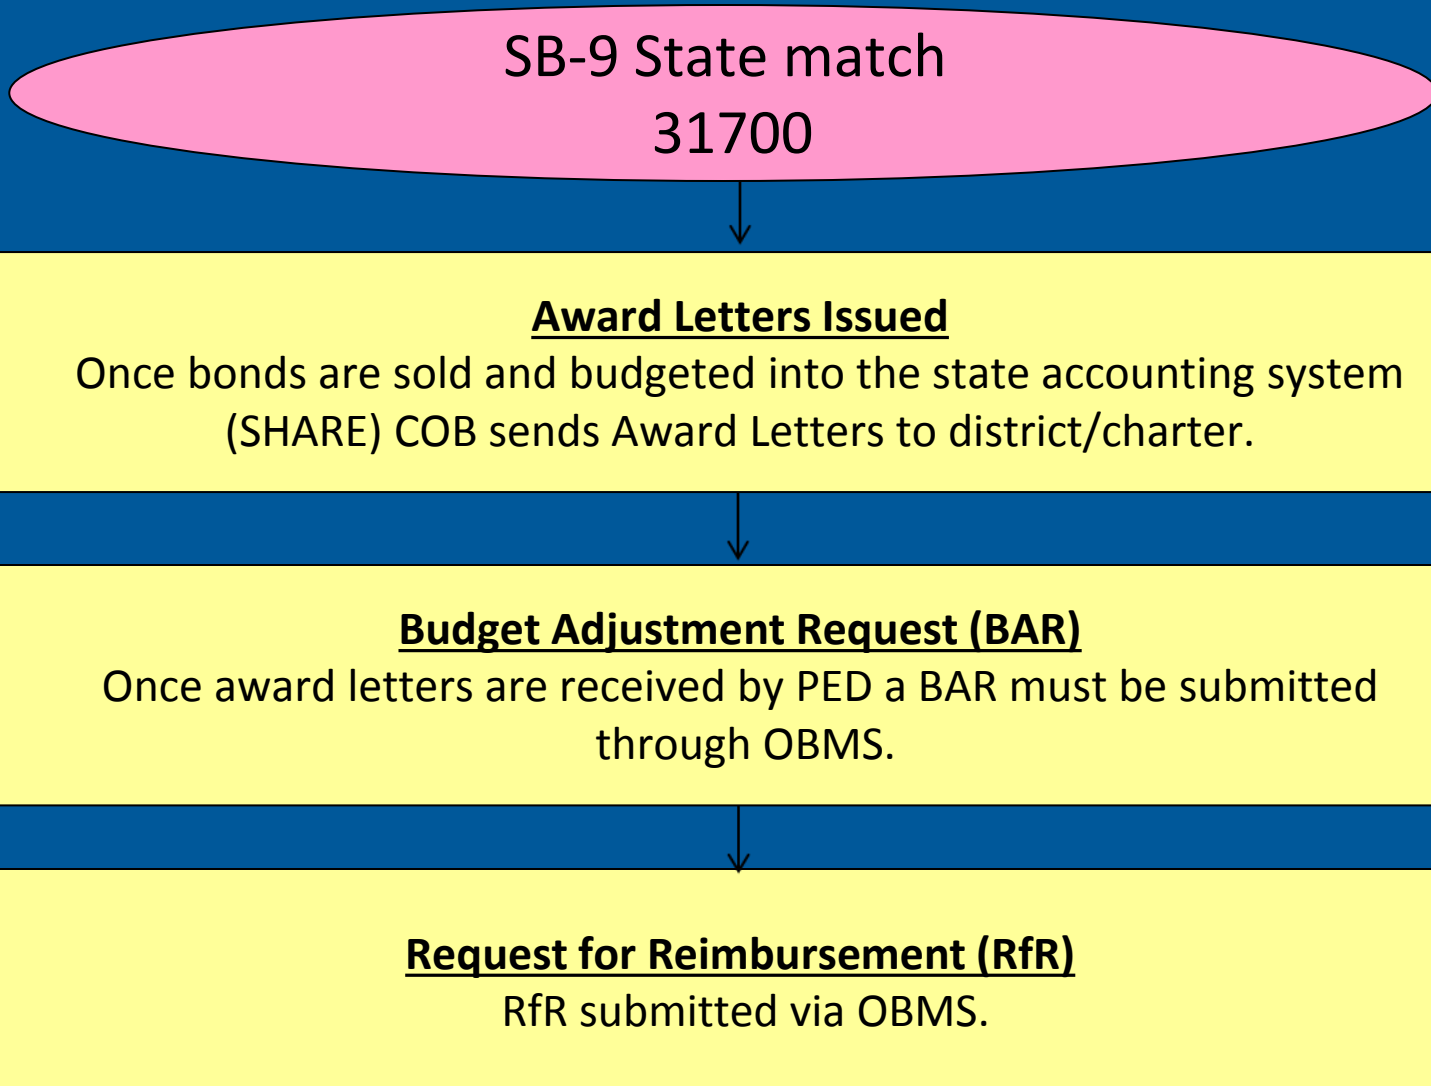 SB-9 State match
31700
Award Letters Issued
Once bonds are sold and budgeted into the state accounting system
(SHARE) COB sends Award Letters to district/charter.
Budget Adjustment Request (BAR)
Once award letters are received by PED a BAR must be submitted
through OBMS.
Request for Reimbursement (RfR)
RfR submitted via OBMS.